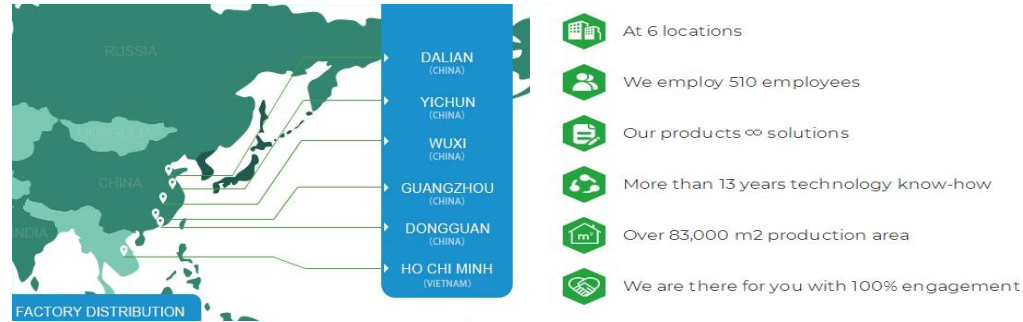 RUSSIA
MONGOLIA
CHINA
INDIA
DALIAN
(CHINA)
YICHUN
(CHINA)
WUXI
(CHINA)
GUANGZHOU
(CHINA)
DONGGUAN
(CHINA)
HO CHI MINH
(VIETNAM)
FACTORY DISTRIBUTION
At 6 locations
We employ 510 employees
Our products ∞ solutions
More than 13 years technology know-how
m²
Over 83,000 m2 production area
We are there for you with 100% engagement